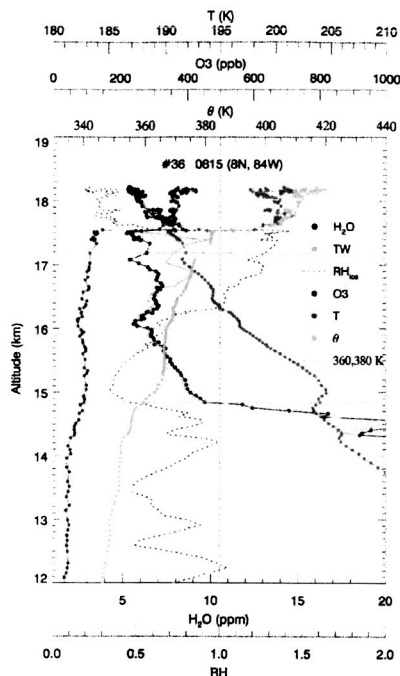 T (K)
180 185 190 195 200 205 210
O3 (ppb)
0 200 400 600 800 1000
θ (K)
340 360 380 400 420 440
#36 0815 (8N, 84W)
H2O
TW
RHice
O3
T
θ
360,380 K
Altitude (km)
19
18
17
16
15
14
13
12
5 10 15 20
H2O (ppm)
0.0 0.5 1.0 1.5 2.0
RH